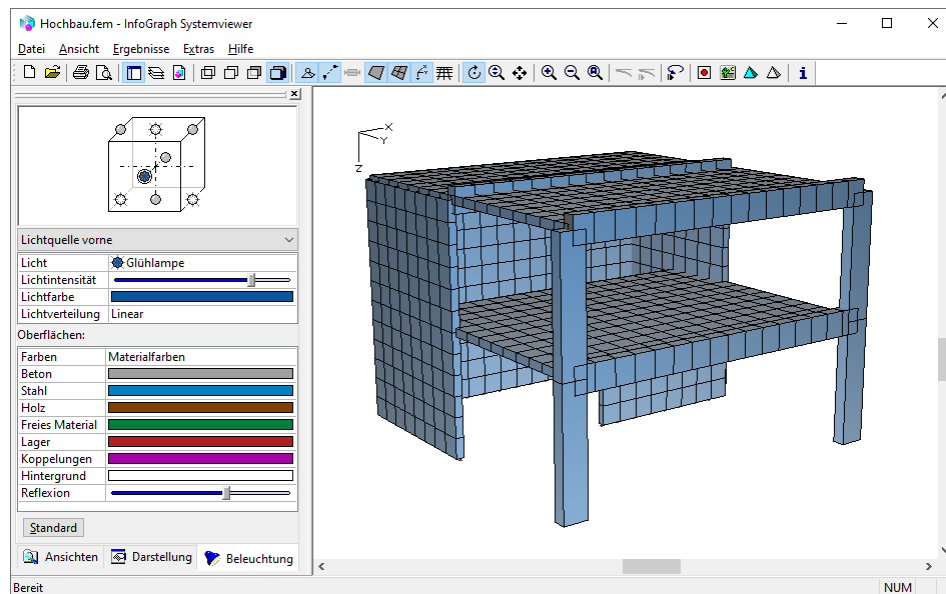 Hochbau.fem - InfoGraph Systemviewer
Datei Ansicht Ergebnisse Extras Hilfe
Lichtquelle vorne
Licht Glühlampe
Lichtintensität
Lichtfarbe
Lichtverteilung Linear
Oberflächen:
Farben Materialfarben
Beton
Stahl
Holz
Freies Material
Lager
Koppelungen
Hintergrund
Reflexion
Standard
Ansichten Darstellung Beleuchtung
X
Y
Z
Bereit NUM